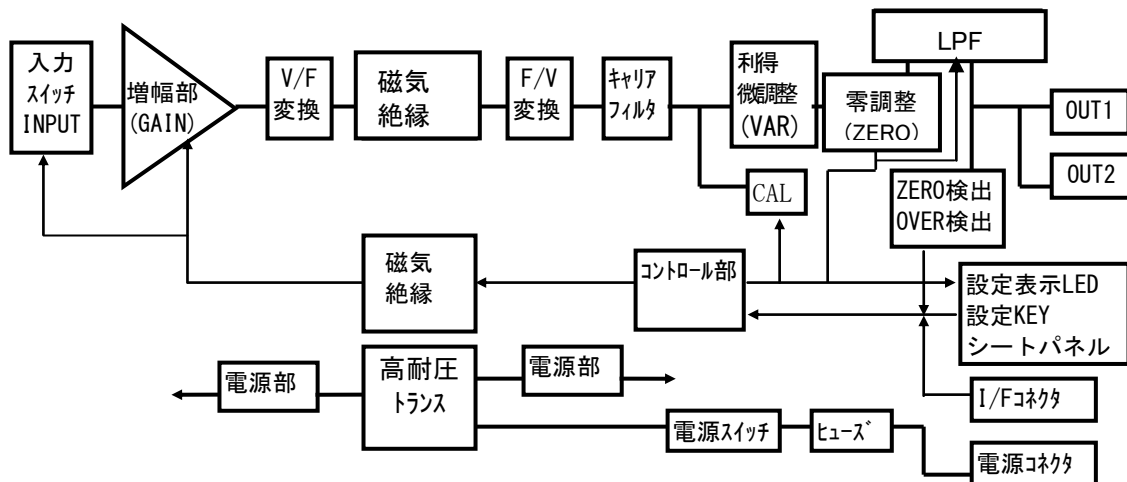 入力
スイッチ
INPUT
増幅部
(GAIN)
V/F
変換
磁気
絶縁
F/V
変換
キャリア
フィルタ
利得
微調整
(VAR)
零調整
(ZERO)
LPF
OUT1
OUT2
CAL
ZERO検出
OVER検出
磁気
絶縁
コントロール部
設定表示LED
設定KEY
シートパネル
電源部
高耐圧
トランス
電源部
I/Fコネクタ
電源スイッチ
ヒューズ
電源コネクタ